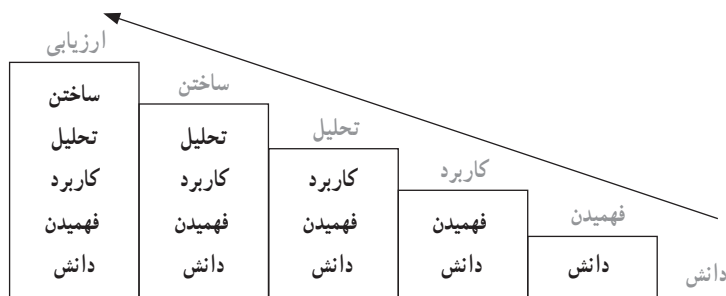 ارزیابی
ساختن
تحلیل
کاربرد
فهمیدن
دانش
ساختن
تحلیل
کاربرد
فهمیدن
دانش
تحلیل
کاربرد
فهمیدن
دانش
کاربرد
فهمیدن
دانش
فهمیدن
دانش
دانش